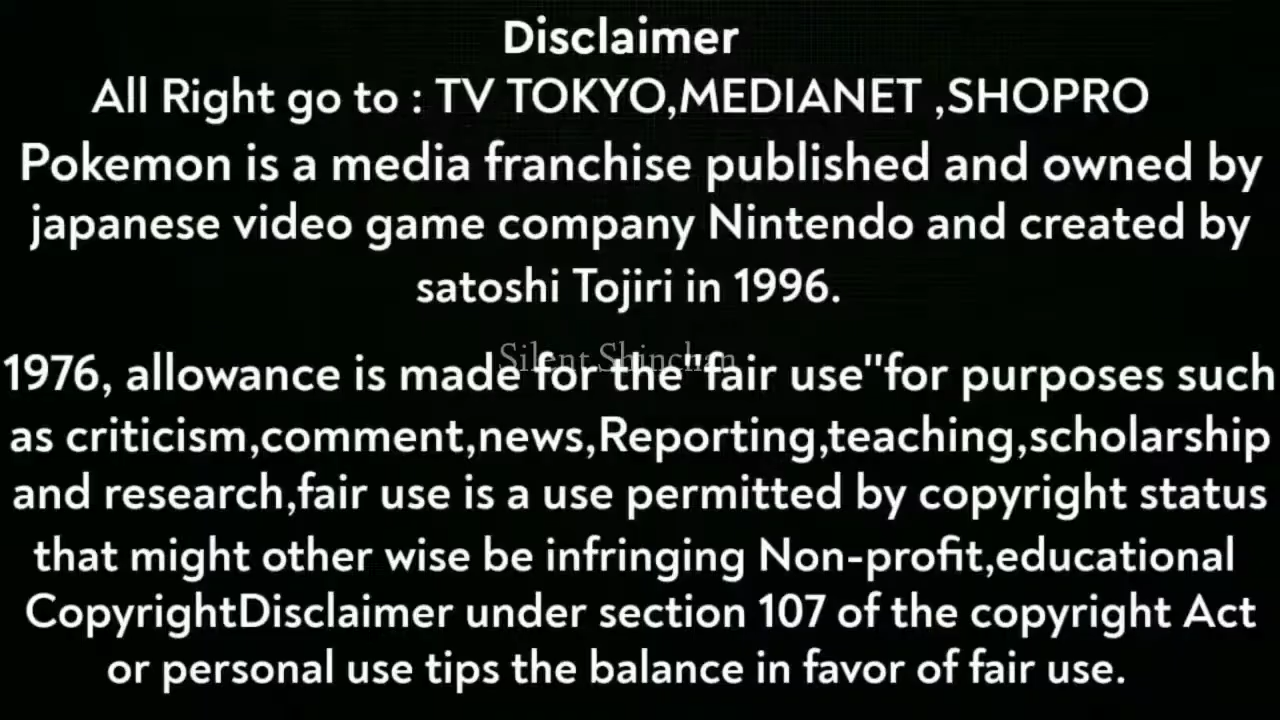 Disclaimer
All Right go to : TV TOKYO,MEDIANET ,SHOPRO
Pokemon is a media franchise published and owned by
japanese video game company Nintendo and created by
satoshi Tojiri in 1996.
Silent Shinchan
1976, allowance is made for the"fair use"for purposes such
as criticism,comment,news,Reporting,teaching,scholarship
and research,fair use is a use permitted by copyright status
that might other wise be infringing Non-profit,educational
CopyrightDisclaimer under section 107 of the copyright Act
or personal use tips the balance in favor of fair use.